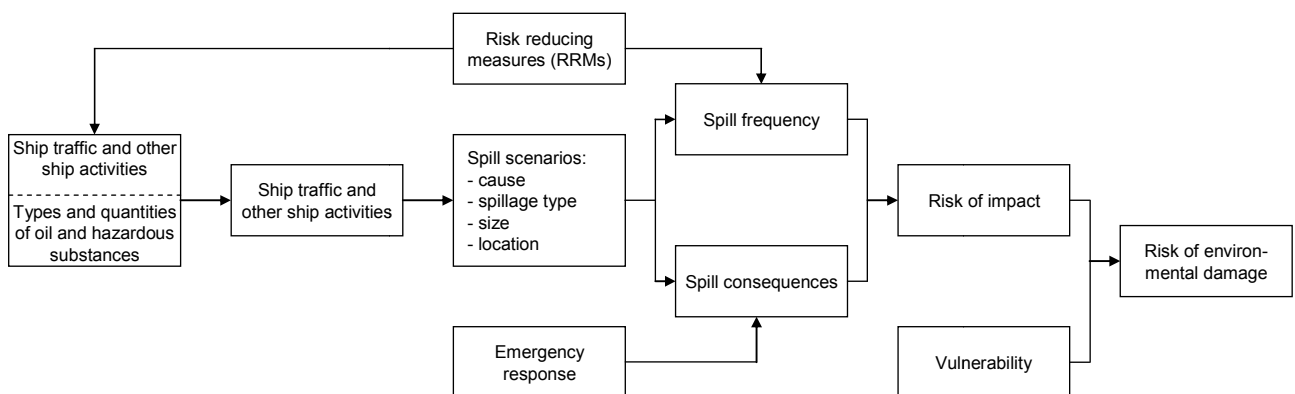 Risk reducing
measures (RRMs)
Spill frequency
Ship traffic and other
ship activities
Types and quantities
of oil and hazardous
substances
Ship traffic and
other ship activities
Spill scenarios:
- cause
- spillage type
- size
- location
Risk of impact
Risk of environ-
mental damage
Spill consequences
Emergency
response
Vulnerability